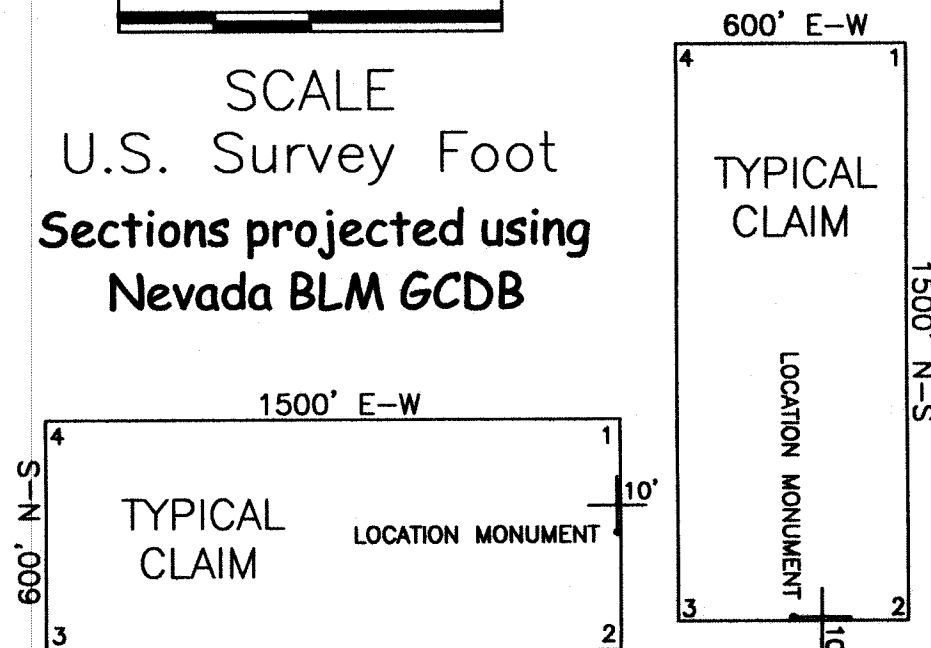 SCALE
U.S. Survey Foot
Sections projected using
Nevada BLM GCDB
1500' E-W
4
1
600' N-S
TYPICAL
CLAIM
10'
LOCATION MONUMENT
3
2
600' E-W
4
1
TYPICAL
CLAIM
1500' N-S
LOCATION MONUMENT
3
2
10